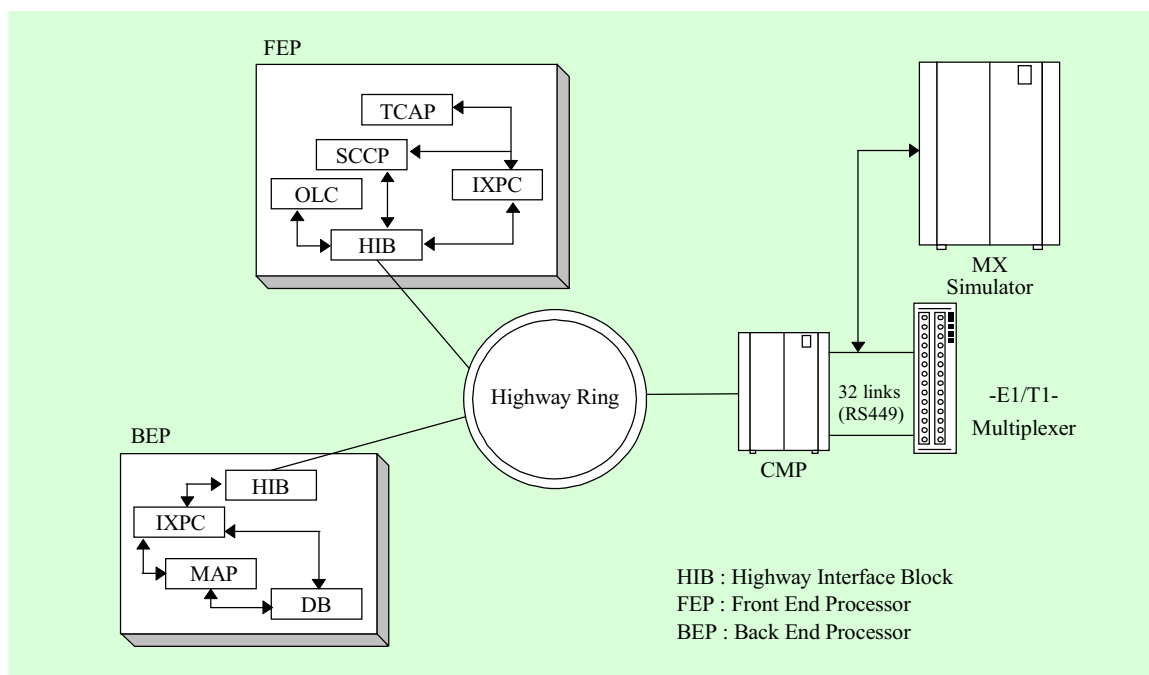 FEP
TCAP
SCCP
IXPC
OLC
HIB
MX
Simulator
Highway Ring
32 links
(RS449)
-E1/T1-
Multiplexer
CMP
BEP
HIB
IXPC
MAP
DB
HIB : Highway Interface Block
FEP : Front End Processor
BEP : Back End Processor